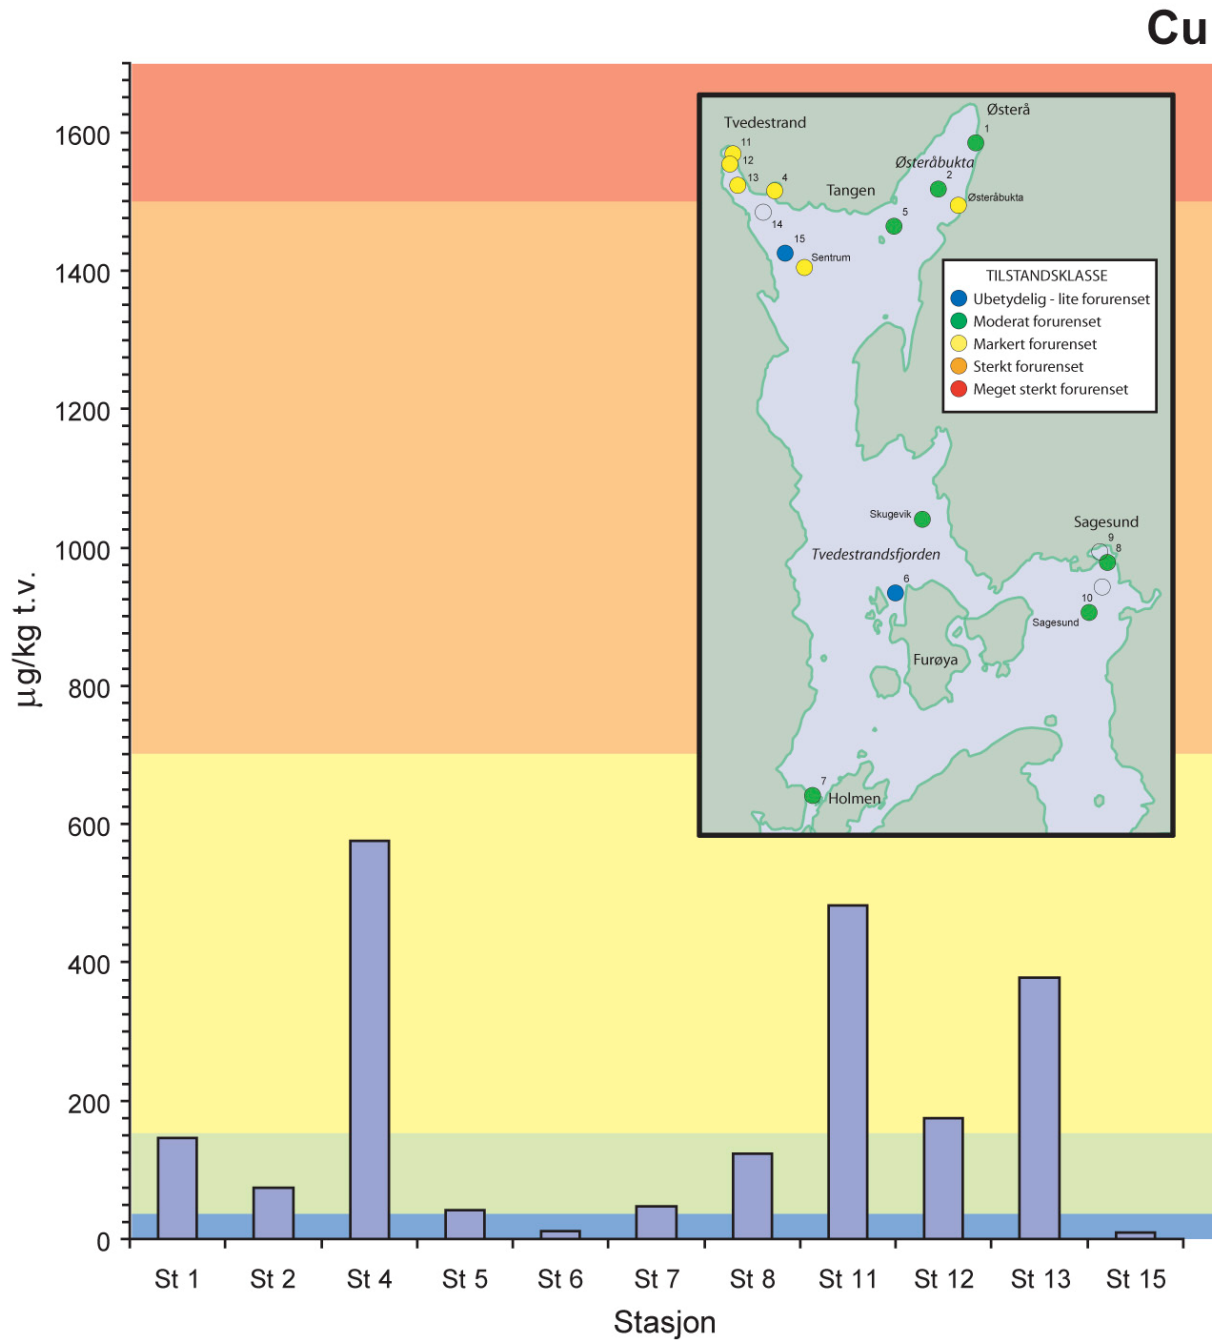 Cu
µg/kg t.v.
1600
1400
1200
1000
800
600
400
200
0
St 1 St 2 St 4 St 5 St 6 St 7 St 8 St 11 St 12 St 13 St 15
Stasjon
Østerå
1
Tvedestrand
11
12
Østeråbukta
13
4
Tangen
2
Østeråbukta
5
14
15
Sentrum
TILSTANDSKLASSE
Ubetydelig - lite forurenset
Moderat forurenset
Markert forurenset
Sterkt forurenset
Meget sterkt forurenset
Skugevik
Sagesund
9
8
Tvedestrandsfjorden
6
10
Sagesund
Furøya
7
Holmen